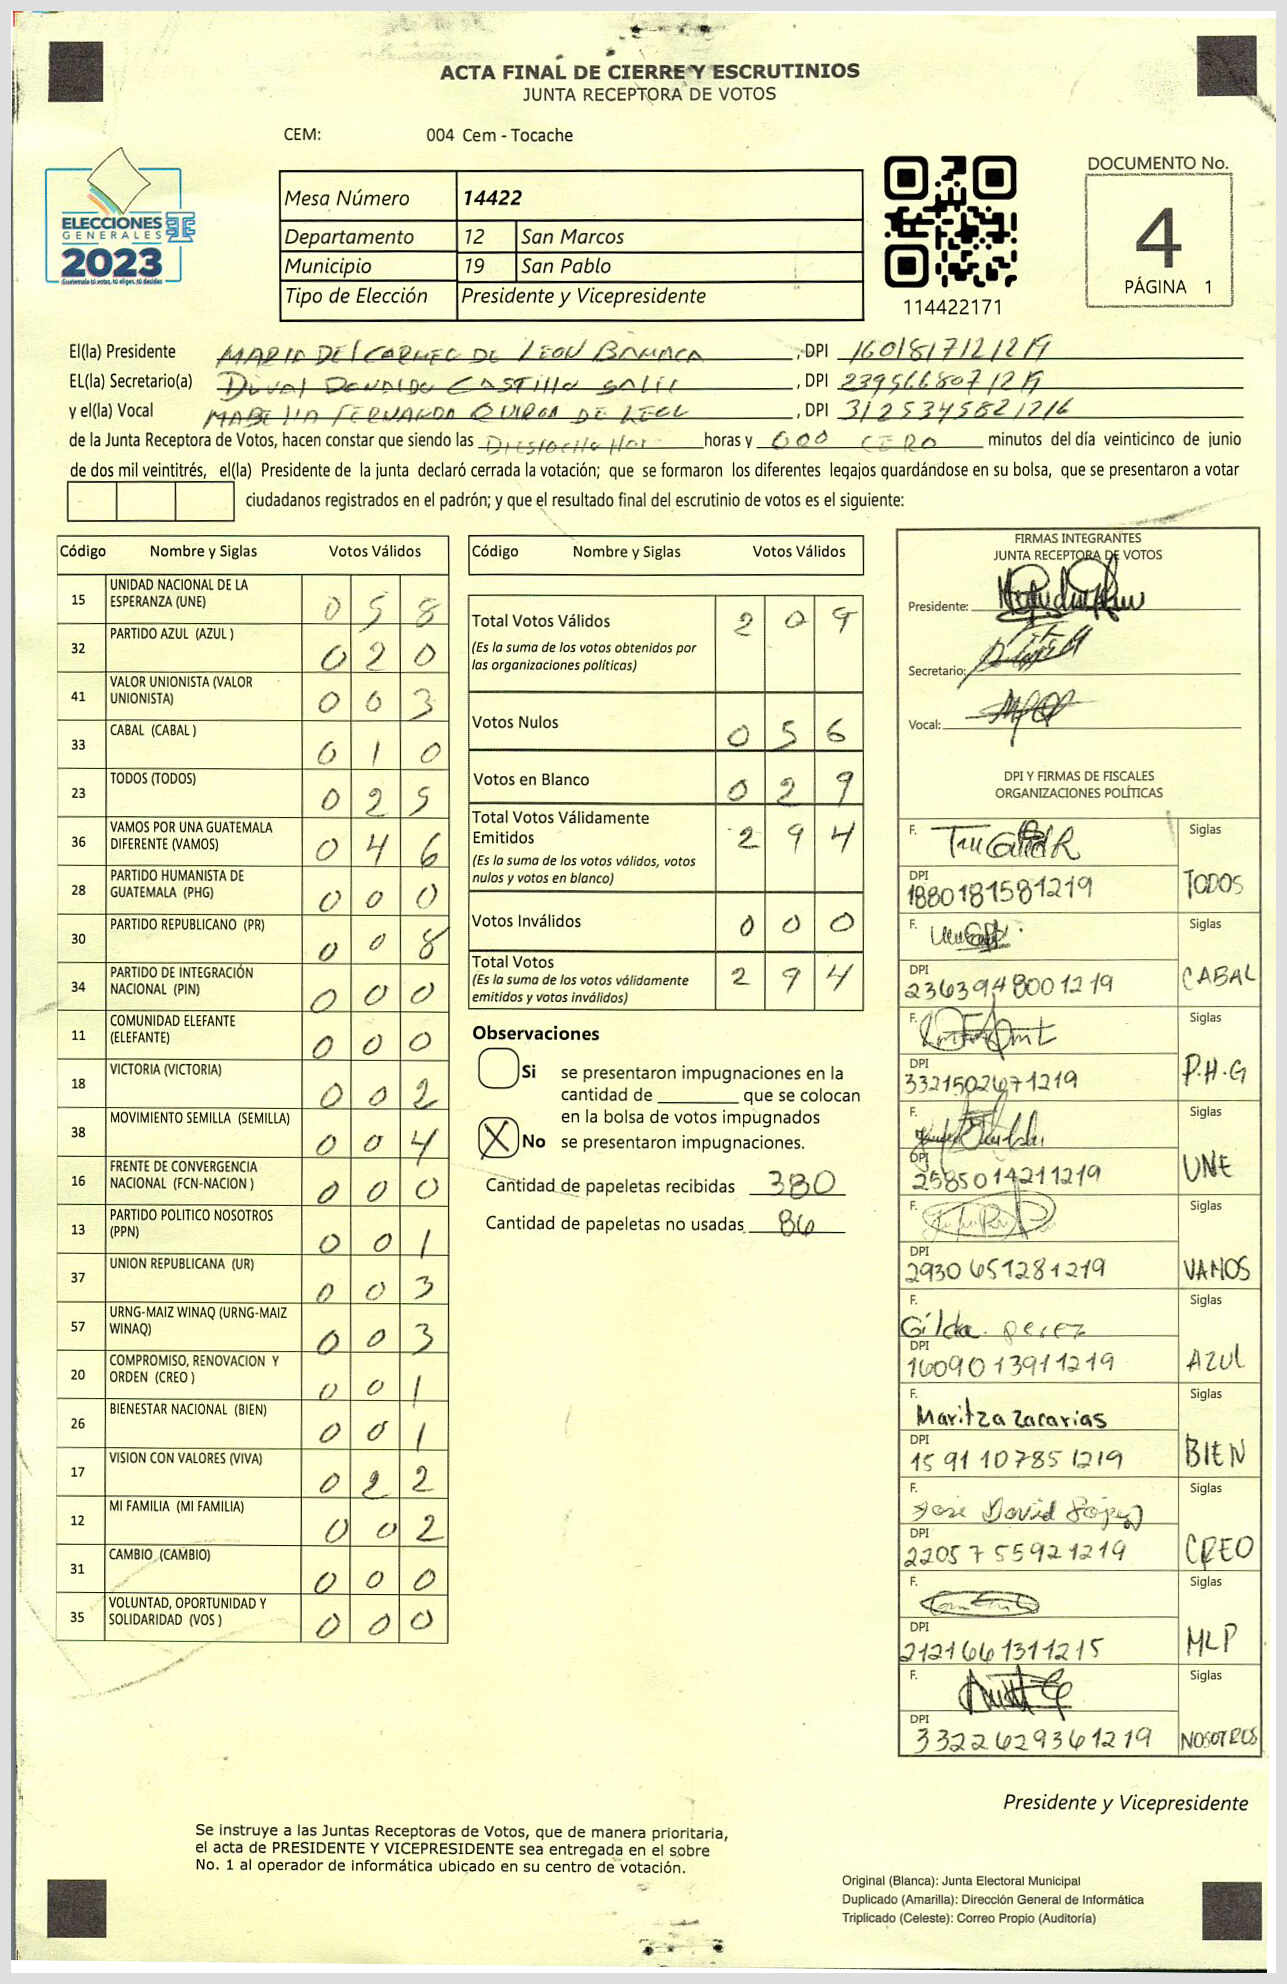 ACTA FINAL DE CIERRE Y ESCRUTINIOS
JUNTA RECEPTORA DE VOTOS
CEM: 004 Cem - Tocache
ELECCIONES
GENERALES
2023
Guatemala tú votas, tú eliges, tú decides
Mesa Número 14422
Departamento 12 San Marcos
Municipio 19 San Pablo
Tipo de Elección Presidente y Vicepresidente
114422171
DOCUMENTO No.
4
PÁGINA 1
El(la) Presidente MARIA DEL CARMEN DE LEON BAMACA , DPI 1601817121219
EL(la) Secretario(a) DUVAL DONALDO CASTILLO , DPI 2395668071219
y el(la) Vocal FERNANDA QUIROA DE LEON , DPI 3125345821216
de la Junta Receptora de Votos, hacen constar que siendo las horas y 000 CERO minutos del día veinticinco de junio
de dos mil veintitrés, el(la) Presidente de la junta declaró cerrada la votación; que se formaron los diferentes legajos quardándose en su bolsa, que se presentaron a votar
ciudadanos registrados en el padrón; y que el resultado final del escrutinio de votos es el siguiente:
Código Nombre y Siglas Votos Válidos
15 UNIDAD NACIONAL DE LA
ESPERANZA (UNE) 0 5 8
32 PARTIDO AZUL (AZUL ) 0 2 0
41 VALOR UNIONISTA (VALOR
UNIONISTA) 0 0 3
33 CABAL (CABAL ) 0 1 0
23 TODOS (TODOS) 0 2 5
36 VAMOS POR UNA GUATEMALA
DIFERENTE (VAMOS) 0 4 6
28 PARTIDO HUMANISTA DE
GUATEMALA (PHG) 0 0 0
30 PARTIDO REPUBLICANO (PR) 0 0 8
34 PARTIDO DE INTEGRACIÓN
NACIONAL (PIN) 0 0 0
11 COMUNIDAD ELEFANTE
(ELEFANTE) 0 0 0
18 VICTORIA (VICTORIA) 0 0 2
38 MOVIMIENTO SEMILLA (SEMILLA) 0 0 4
16 FRENTE DE CONVERGENCIA
NACIONAL (FCN-NACION ) 0 0 0
13 PARTIDO POLITICO NOSOTROS
(PPN) 0 0 1
37 UNION REPUBLICANA (UR) 0 0 3
57 URNG-MAIZ WINAQ (URNG-MAIZ
WINAQ) 0 0 3
20 COMPROMISO, RENOVACION Y
ORDEN (CREO ) 0 0 1
26 BIENESTAR NACIONAL (BIEN) 0 0 1
17 VISION CON VALORES (VIVA) 0 2 2
12 MI FAMILIA (MI FAMILIA) 0 0 2
31 CAMBIO (CAMBIO) 0 0 0
35 VOLUNTAD, OPORTUNIDAD Y
SOLIDARIDAD (VOS ) 0 0 0
Código Nombre y Siglas Votos Válidos
Total Votos Válidos 2 0 9
(Es la suma de los votos obtenidos por
las organizaciones politicas)
Votos Nulos 0 5 6
Votos en Blanco 0 2 9
Total Votos Válidamente
Emitidos 2 9 4
(Es la suma de los votos válidos, votos
nulos y votos en blanco)
Votos Inválidos 0 0 0
Total Votos 2 9 4
(Es la suma de los votos válidamente
emitidos y votos inválidos)
Observaciones
Si se presentaron impugnaciones en la
cantidad de ________ que se colocan
en la bolsa de votos impugnados
X No se presentaron impugnaciones.
Cantidad de papeletas recibidas 380
Cantidad de papeletas no usadas 86
FIRMAS INTEGRANTES
JUNTA RECEPTORA DE VOTOS
Presidente:
Secretario:
Vocal:
DPI Y FIRMAS DE FISCALES
ORGANIZACIONES POLÍTICAS
F. Siglas
DPI
1880181581219 TODOS
F. Siglas
DPI
2363948001219 CABAL
F. Siglas
DPI
3321502671219 P.H.G
F. Siglas
DPI
2585014211219 UNE
F. Siglas
DPI
2930651281219 VAMOS
F. Siglas
Gilda perez
DPI
1609013911219 AZUL
F. Siglas
Maritza Zacarias
DPI
1591107851219 BIEN
F. Siglas
Jose David López
DPI
2205755921219 CREO
F. Siglas
DPI
2121661311215 MLP
F. Siglas
DPI
3322629361219 NOSOTROS
Presidente y Vicepresidente
Se instruye a las Juntas Receptoras de Votos, que de manera prioritaria,
el acta de PRESIDENTE Y VICEPRESIDENTE sea entregada en el sobre
No. 1 al operador de informática ubicado en su centro de votación.
Original (Blanca): Junta Electoral Municipal
Duplicado (Amarilla): Dirección General de Informática
Triplicado (Celeste): Correo Propio (Auditoría)